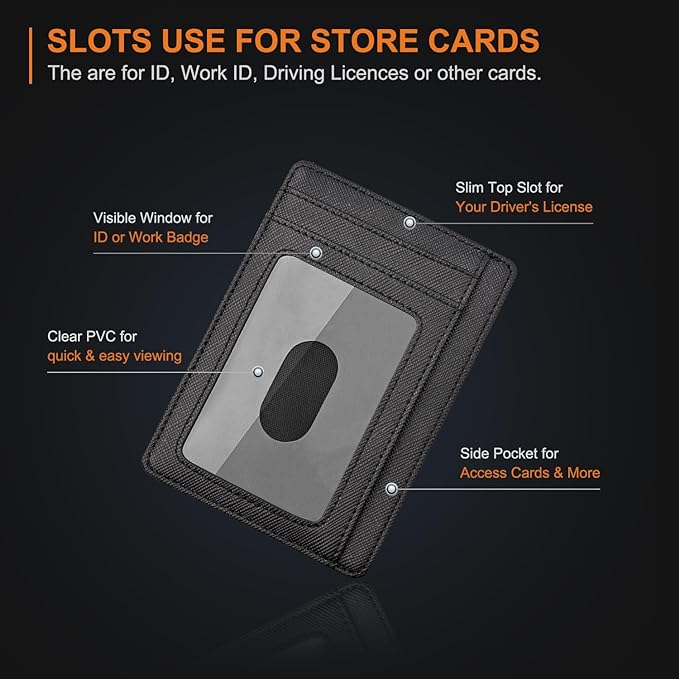 SLOTS USE FOR STORE CARDS
The are for ID, Work ID, Driving Licences or other cards.
Slim Top Slot for
Your Driver's License
Visible Window for
ID or Work Badge
Clear PVC for
quick & easy viewing
Side Pocket for
Access Cards & More